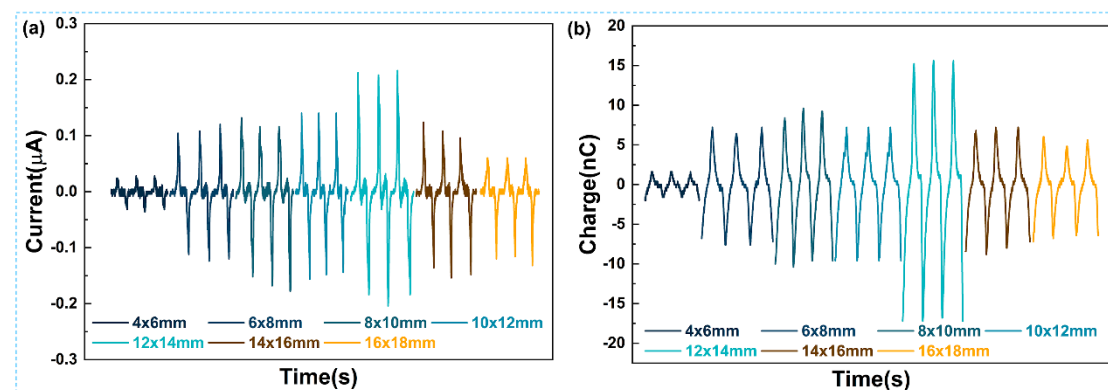 (a)
Current(μA)
0.3
0.2
0.1
0.0
-0.1
-0.2
-0.3
4x6mm 6x8mm 8x10mm 10x12mm
12x14mm 14x16mm 16x18mm
Time(s)
(b)
Charge(nC)
20
15
10
5
0
-5
-10
-15
-20
4x6mm 6x8mm 8x10mm 10x12mm
12x14mm 14x16mm 16x18mm
Time(s)